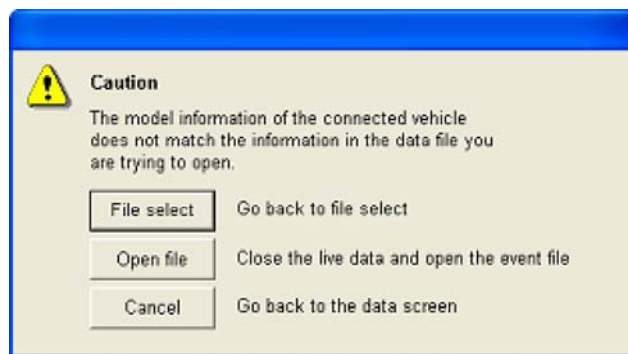 Caution
The model information of the connected vehicle
does not match the information in the data file you
are trying to open.
File select Go back to file select
Open file Close the live data and open the event file
Cancel Go back to the data screen